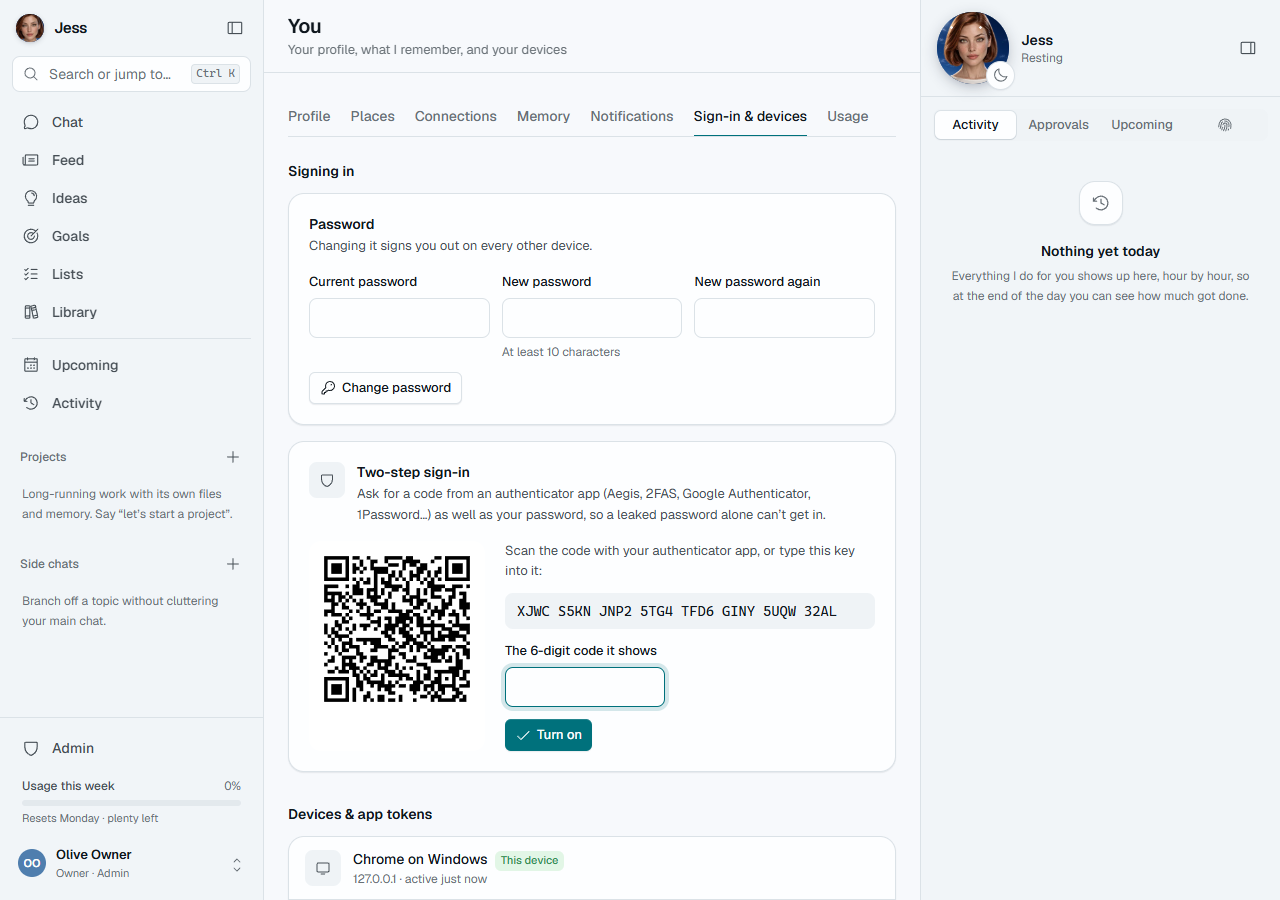 Jess
Search or jump to...
Ctrl K
Chat
Feed
Ideas
Goals
Lists
Library
Upcoming
Activity
Projects
Long-running work with its own files
and memory. Say “let’s start a project”.
Side chats
Branch off a topic without cluttering
your main chat.
Admin
Usage this week 0%
Resets Monday · plenty left
OO
Olive Owner
Owner · Admin
You
Your profile, what I remember, and your devices
Profile Places Connections Memory Notifications Sign-in & devices Usage
Signing in
Password
Changing it signs you out on every other device.
Current password New password New password again
At least 10 characters
Change password
Two-step sign-in
Ask for a code from an authenticator app (Aegis, 2FAS, Google Authenticator,
1Password…) as well as your password, so a leaked password alone can’t get in.
Scan the code with your authenticator app, or type this key
into it:
XJWC S5KN JNP2 5TG4 TFD6 GINY 5UQW 32AL
The 6-digit code it shows
Turn on
Devices & app tokens
Chrome on Windows This device
127.0.0.1 · active just now
Jess
Resting
Activity Approvals Upcoming
Nothing yet today
Everything I do for you shows up here, hour by hour, so
at the end of the day you can see how much got done.